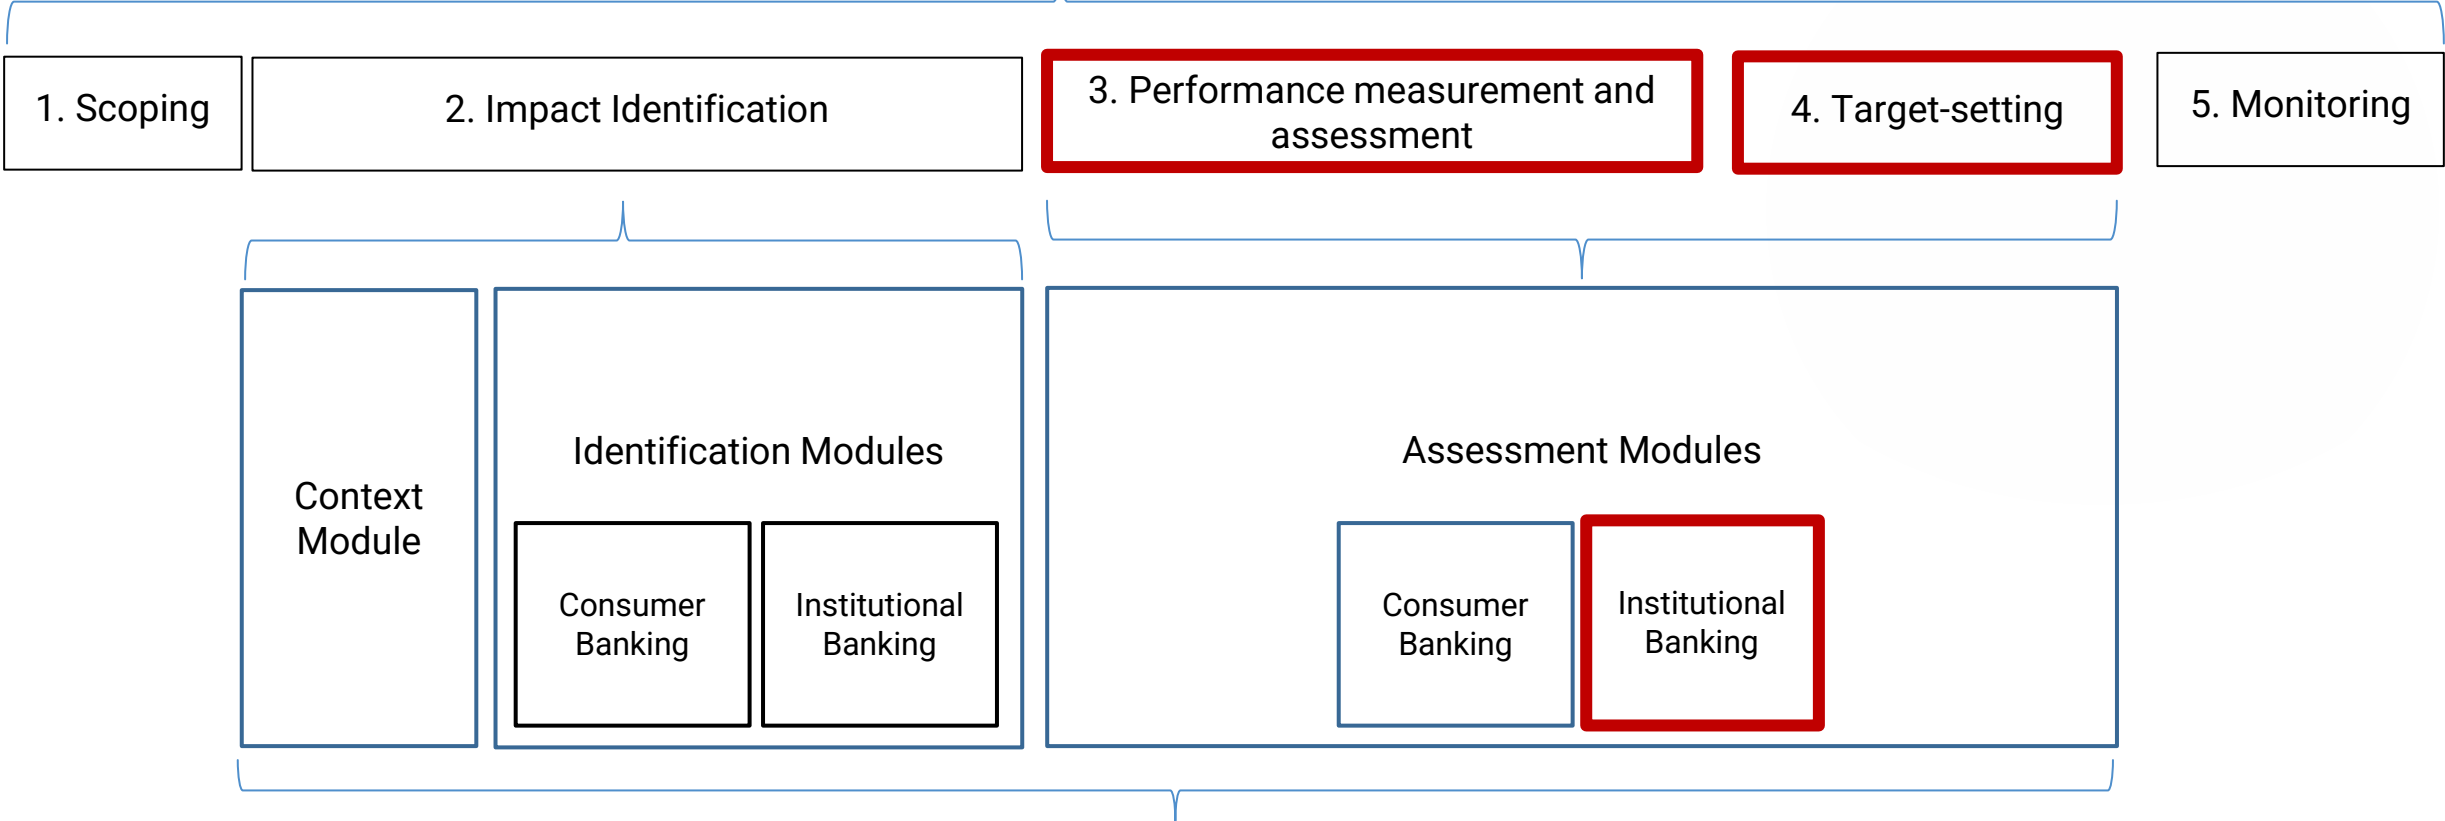 1. Scoping
2. Impact Identification
3. Performance measurement and
assessment
4. Target-setting
5. Monitoring
Context
Module
Identification Modules
Consumer
Banking
Institutional
Banking
Assessment Modules
Consumer
Banking
Institutional
Banking